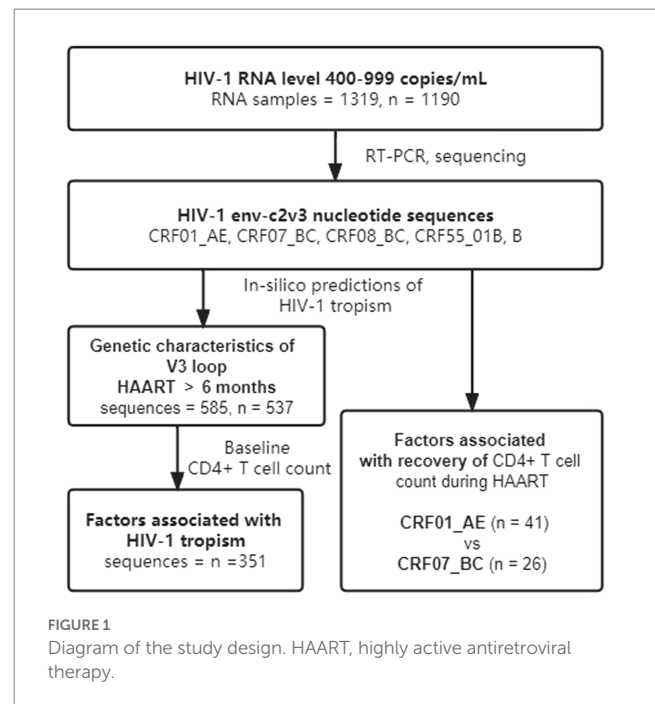 HIV-1 RNA level 400-999 copies/mL
RNA samples = 1319, n = 1190
RT-PCR, sequencing
HIV-1 env-c2v3 nucleotide sequences
CRF01_AE, CRF07_BC, CRF08_BC, CRF55_01B, B
In-silico predictions of
HIV-1 tropism
Genetic characteristics of
V3 loop
HAART > 6 months
sequences = 585, n = 537
Baseline
CD4+ T cell count
Factors associated with
HIV-1 tropism
sequences = n =351
Factors associated
with recovery of CD4+ T cell
count during HAART
CRF01_AE (n = 41)
vs
CRF07_BC (n = 26)
FIGURE 1
Diagram of the study design. HAART, highly active antiretroviral
therapy.